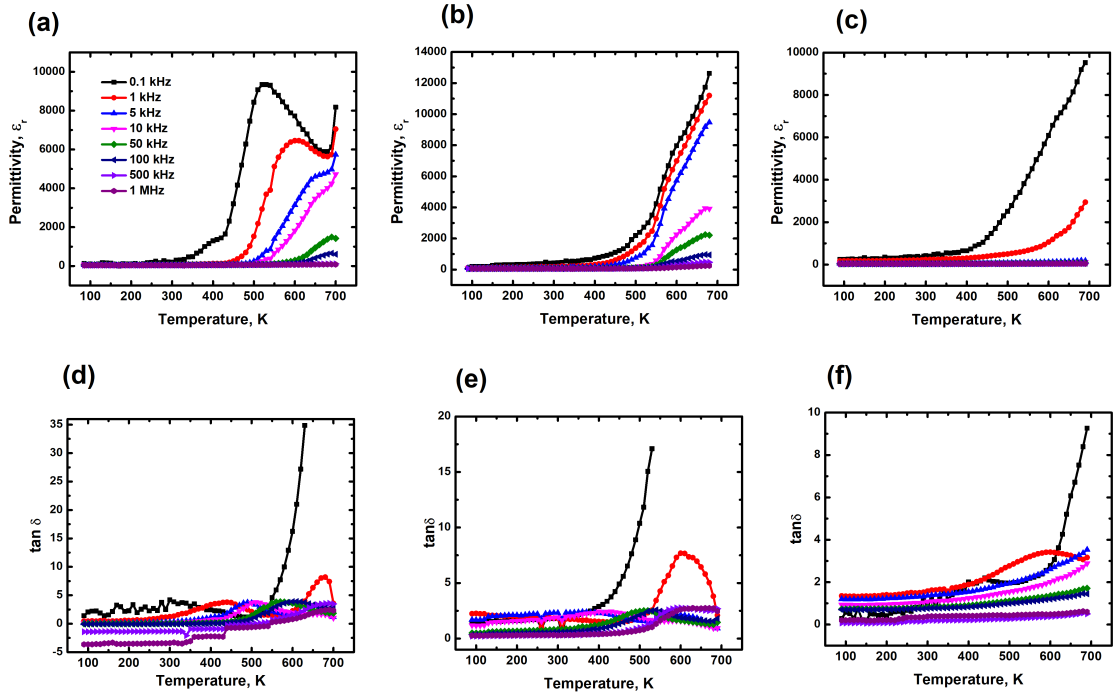 (a)
(b)
(c)
Permittivity, εr
10000
8000
6000
4000
2000
0
0.1 kHz
1 kHz
5 kHz
10 kHz
50 kHz
100 kHz
500 kHz
1 MHz
100 200 300 400 500 600 700
Temperature, K
Permittivity, εr
14000
12000
10000
8000
6000
4000
2000
0
100 200 300 400 500 600 700
Temperature, K
Permittivity, εr
10000
8000
6000
4000
2000
0
100 200 300 400 500 600 700
Temperature, K
(d)
(e)
(f)
tan δ
35
30
25
20
15
10
5
0
-5
100 200 300 400 500 600 700
Temperature, K
tanδ
20
15
10
5
0
100 200 300 400 500 600 700
Temperature, K
tanδ
10
8
6
4
2
0
100 200 300 400 500 600 700
Temperature, K